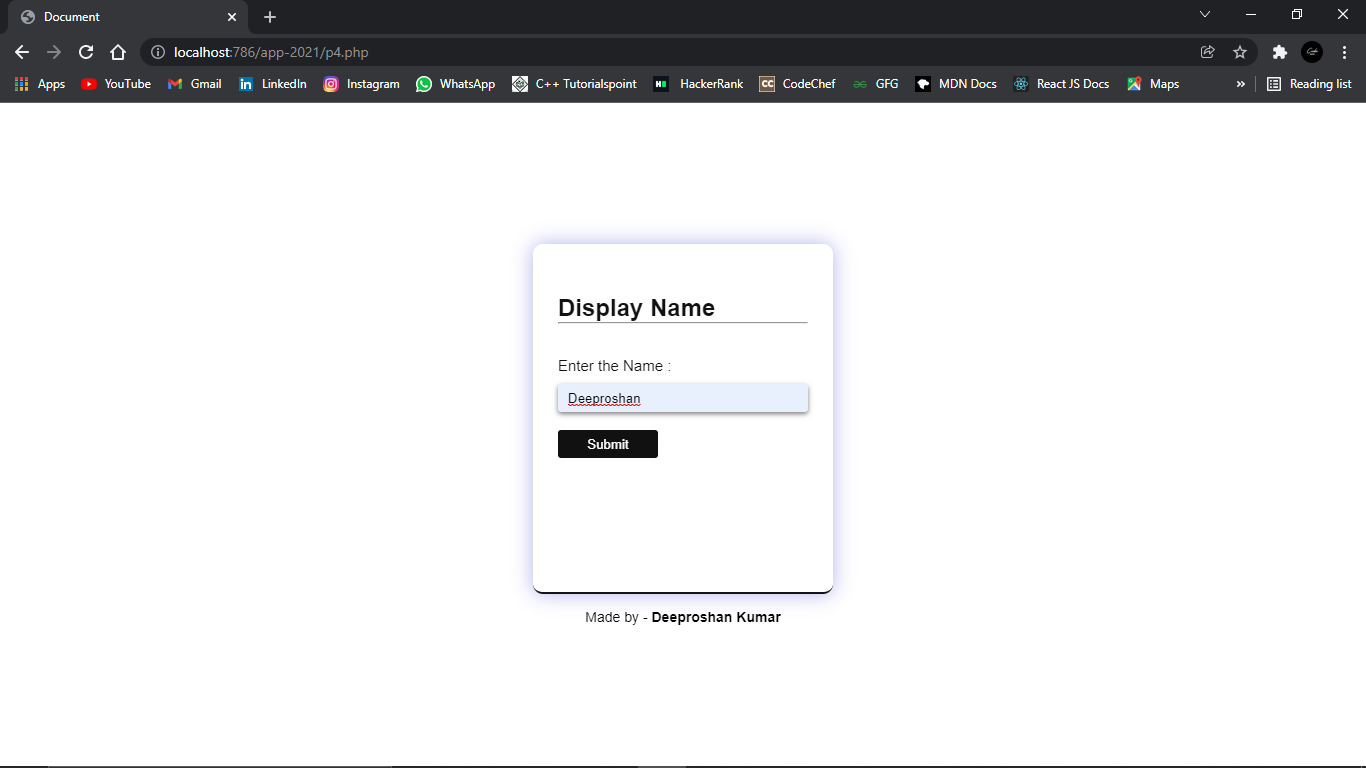 Document
localhost:786/app-2021/p4.php
Apps YouTube Gmail LinkedIn Instagram WhatsApp C++ Tutorialspoint HackerRank CC CodeChef GFG MDN Docs React JS Docs Maps » Reading list
Display Name
Enter the Name :
Deeproshan
Submit
Made by - Deeproshan Kumar